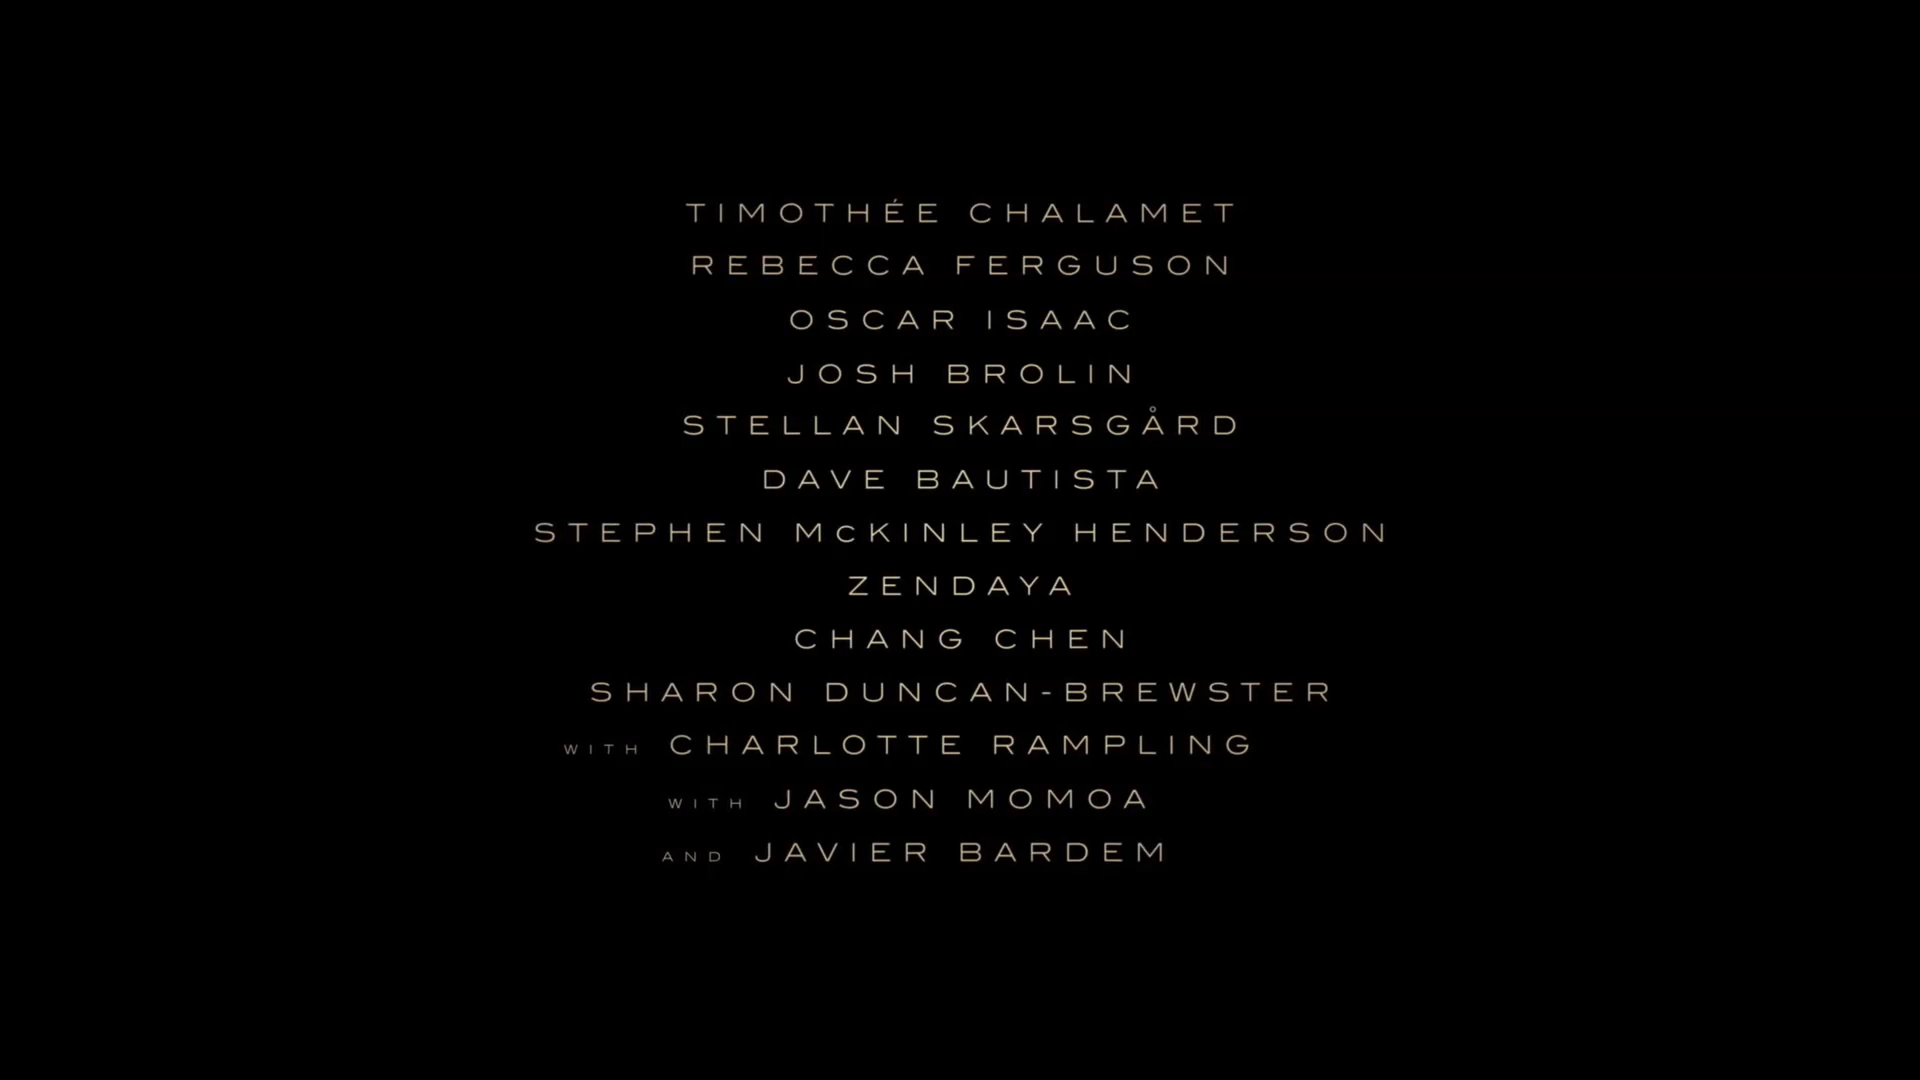 TIMOTHÉE CHALAMET
REBECCA FERGUSON
OSCAR ISAAC
JOSH BROLIN
STELLAN SKARSGÅRD
DAVE BAUTISTA
STEPHEN McKINLEY HENDERSON
ZENDAYA
CHANG CHEN
SHARON DUNCAN-BREWSTER
WITH CHARLOTTE RAMPLING
WITH JASON MOMOA
AND JAVIER BARDEM